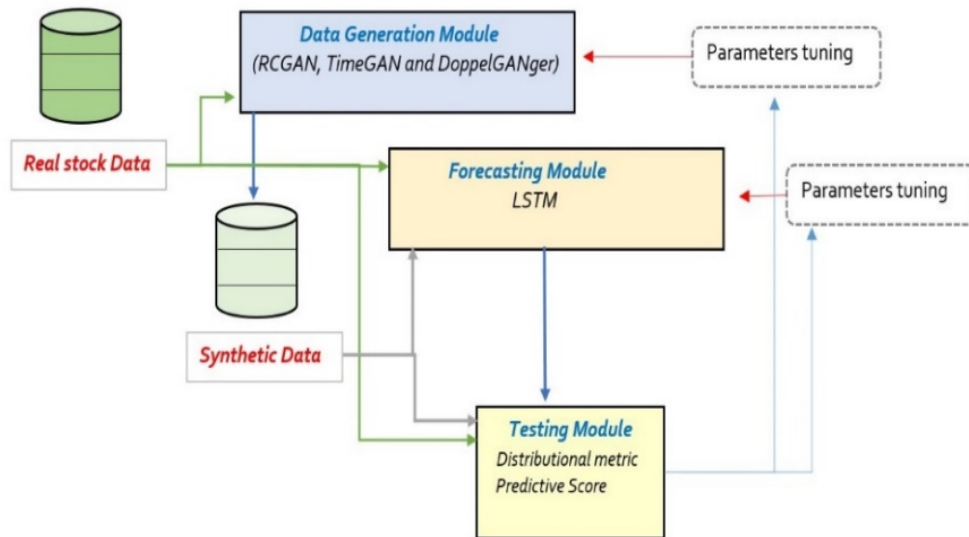 Data Generation Module
(RCGAN, TimeGAN and DoppelGANger)
Parameters tuning
Real stock Data
Forecasting Module
LSTM
Parameters tuning
Synthetic Data
Testing Module
Distributional metric
Predictive Score